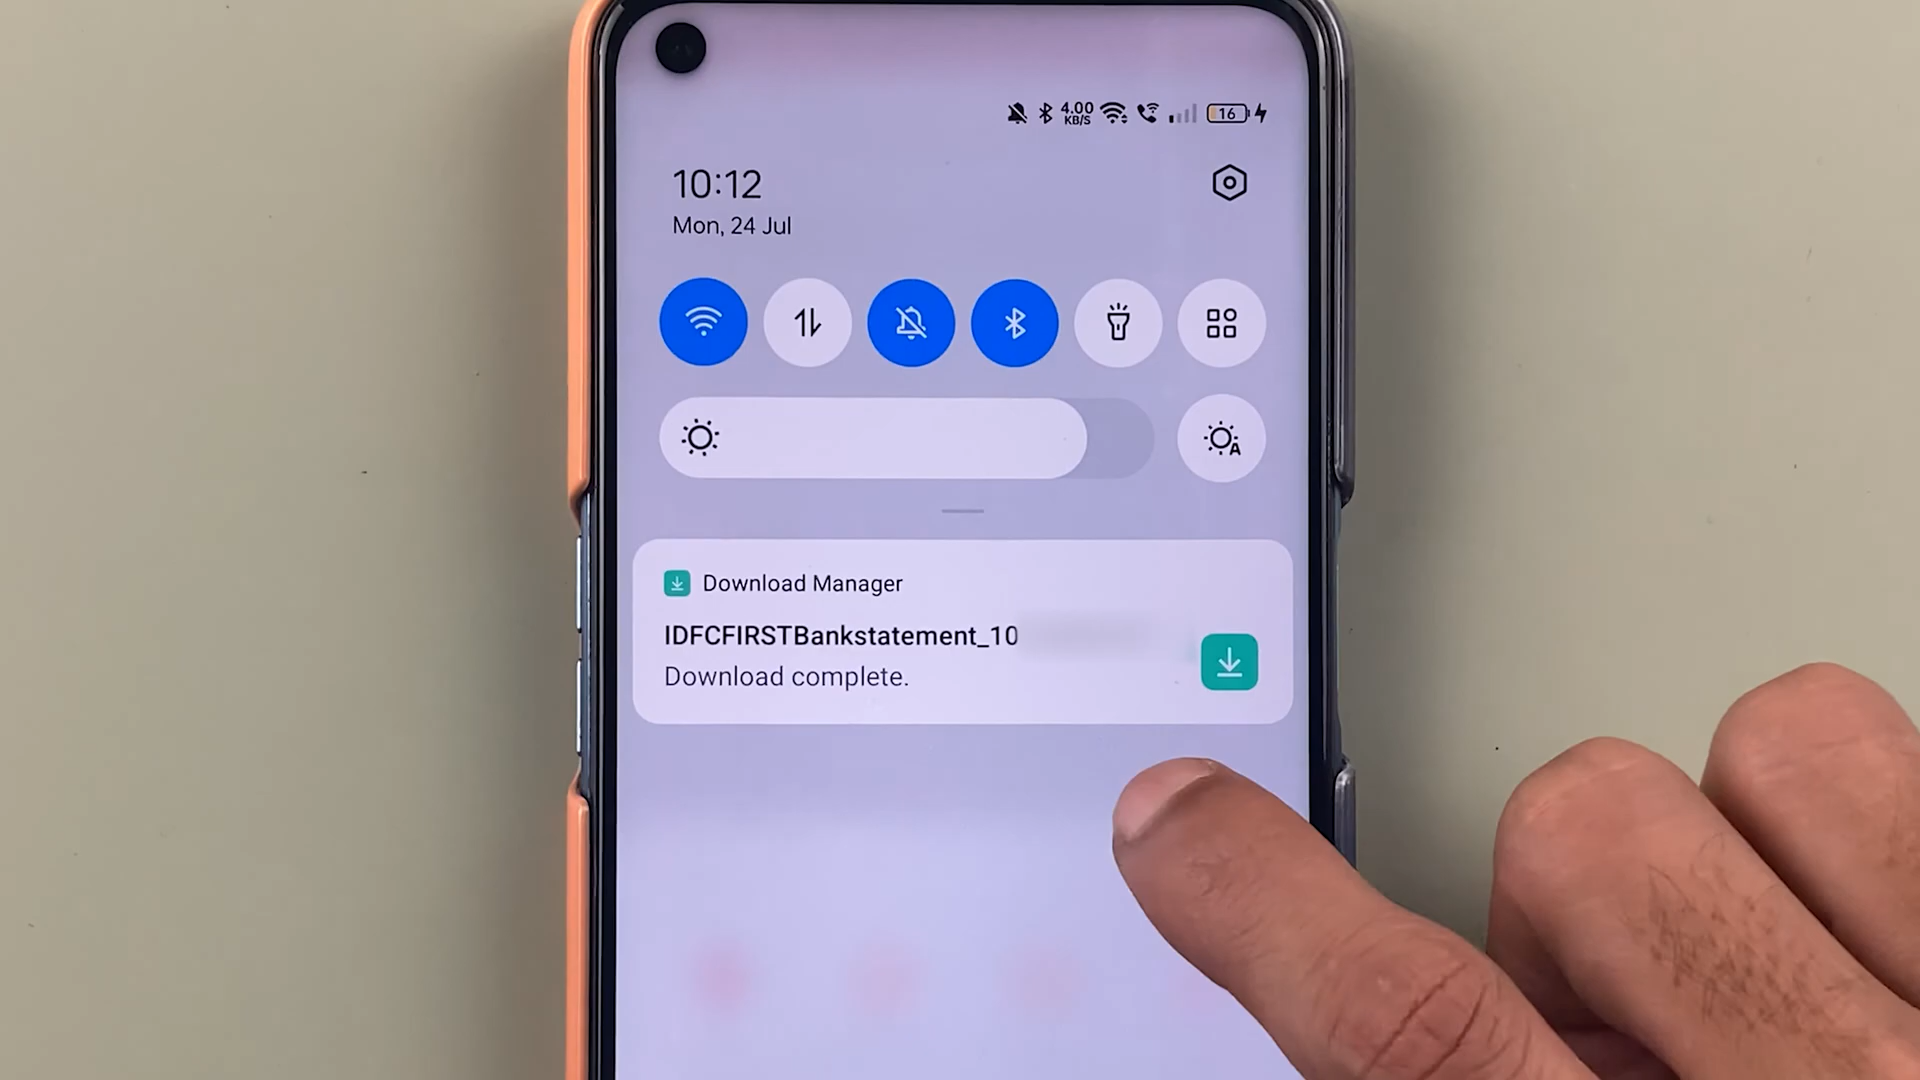 4.00
KB/S
16
10:12
Mon, 24 Jul
A
Download Manager
IDFCFIRSTBankstatement_10
Download complete.